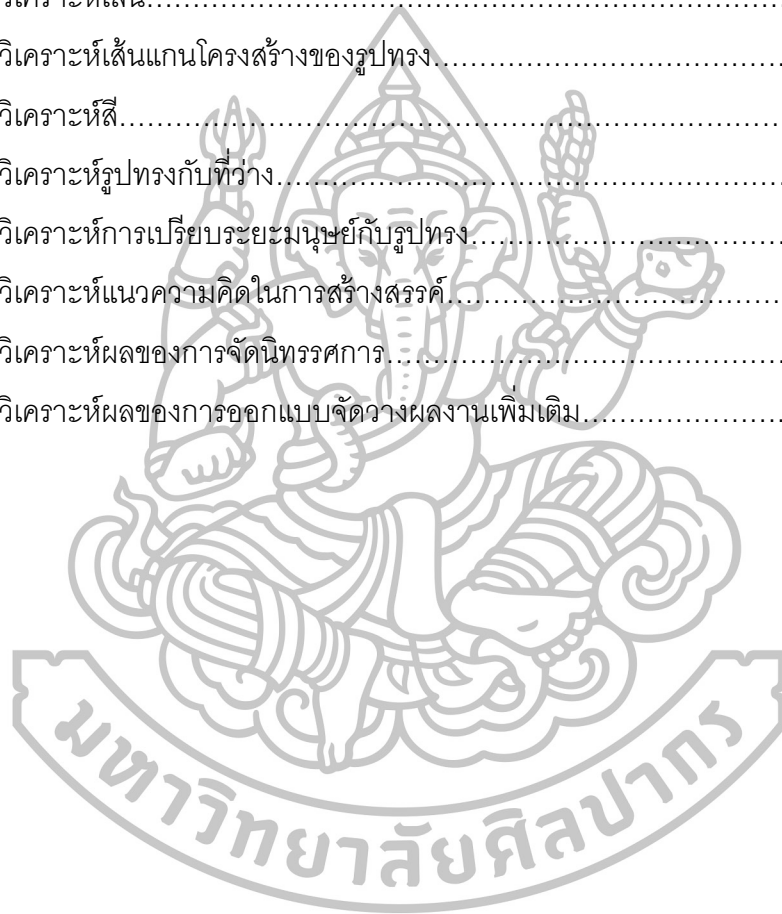 วิเคราะห์เส้น……………………………………………………………
วิเคราะห์เส้นแกนโครงสร้างของรูปทรง……………………………
วิเคราะห์สี………………………………………………………………
วิเคราะห์รูปทรงกับที่ว่าง………………………………………………
วิเคราะห์การเปรียบระยะมนุษย์กับรูปทรง…………………………
วิเคราะห์แนวความคิดในการสร้างสรรค์……………………………
วิเคราะห์ผลของการจัดนิทรรศการ……………………………………
วิเคราะห์ผลของการออกแบบจัดวางผลงานเพิ่มเติม………………
มหาวิทยาลัยศิลปากร